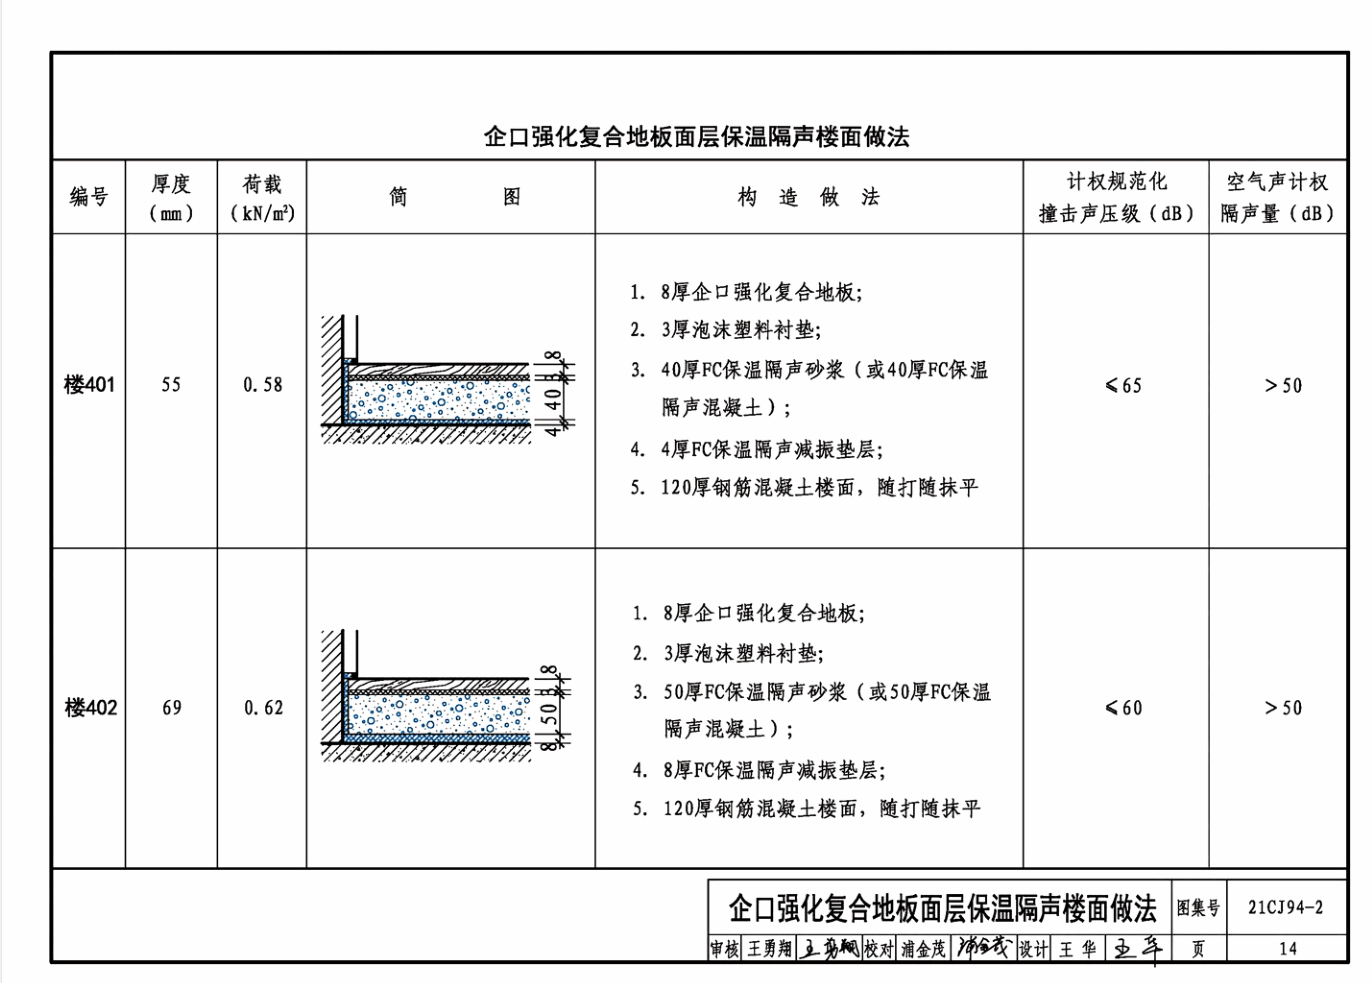 企口强化复合地板面层保温隔声楼面做法
编号
厚度
(mm)
荷载
(kN/m²)
简 图
构 造 做 法
计权规范化
撞击声压级(dB)
空气声计权
隔声量(dB)
楼401
55
0.58
8
3
40
4
1. 8厚企口强化复合地板;
2. 3厚泡沫塑料衬垫;
3. 40厚FC保温隔声砂浆(或40厚FC保温
隔声混凝土);
4. 4厚FC保温隔声减振垫层;
5. 120厚钢筋混凝土楼面,随打随抹平
≤65
>50
楼402
69
0.62
8
3
50
8
1. 8厚企口强化复合地板;
2. 3厚泡沫塑料衬垫;
3. 50厚FC保温隔声砂浆(或50厚FC保温
隔声混凝土);
4. 8厚FC保温隔声减振垫层;
5. 120厚钢筋混凝土楼面,随打随抹平
≤60
>50
企口强化复合地板面层保温隔声楼面做法
图集号
21CJ94-2
审核 王勇翔 王勇翔 校对 浦金茂 浦金茂 设计 王 华 王 华
页
14